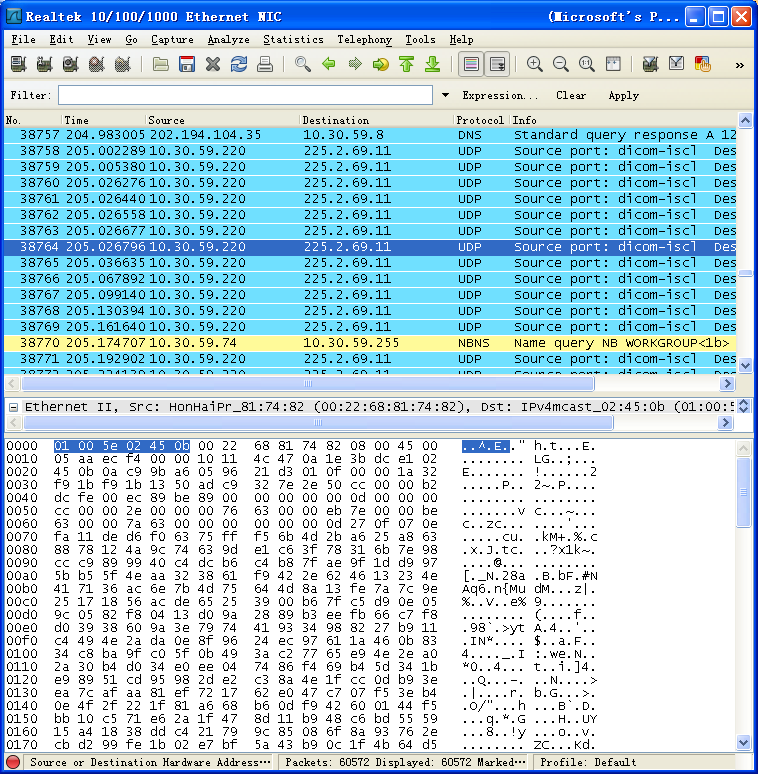 Realtek 10/100/1000 Ethernet NIC (Microsoft's P...
File Edit View Go Capture Analyze Statistics Telephony Tools Help
Filter: Expression... Clear Apply
No. Time Source Destination Protocol Info
38757 204.983005 202.194.104.35 10.30.59.8 DNS Standard query response A 12
38758 205.002289 10.30.59.220 225.2.69.11 UDP Source port: dicom-iscl Des
38759 205.005380 10.30.59.220 225.2.69.11 UDP Source port: dicom-iscl Des
38760 205.026276 10.30.59.220 225.2.69.11 UDP Source port: dicom-iscl Des
38761 205.026440 10.30.59.220 225.2.69.11 UDP Source port: dicom-iscl Des
38762 205.026558 10.30.59.220 225.2.69.11 UDP Source port: dicom-iscl Des
38763 205.026677 10.30.59.220 225.2.69.11 UDP Source port: dicom-iscl Des
38764 205.026796 10.30.59.220 225.2.69.11 UDP Source port: dicom-iscl Des
38765 205.036635 10.30.59.220 225.2.69.11 UDP Source port: dicom-iscl Des
38766 205.067892 10.30.59.220 225.2.69.11 UDP Source port: dicom-iscl Des
38767 205.099140 10.30.59.220 225.2.69.11 UDP Source port: dicom-iscl Des
38768 205.130394 10.30.59.220 225.2.69.11 UDP Source port: dicom-iscl Des
38769 205.161640 10.30.59.220 225.2.69.11 UDP Source port: dicom-iscl Des
38770 205.174707 10.30.59.74 10.30.59.255 NBNS Name query NB WORKGROUP<1b>
38771 205.192902 10.30.59.220 225.2.69.11 UDP Source port: dicom-iscl Des
Ethernet II, Src: HonHaiPr_81:74:82 (00:22:68:81:74:82), Dst: IPv4mcast_02:45:0b (01:00:5
0000 01 00 5e 02 45 0b 00 22 68 81 74 82 08 00 45 00 ..^.E.." h.t...E.
0010 05 aa ec f4 00 00 10 11 4c 47 0a 1e 3b dc e1 02 ........ LG..;...
0020 45 0b 0a c9 9b a6 05 96 21 d3 01 0f 00 00 1a 32 E....... !......2
0030 f9 1b f9 1b 13 50 ad c9 32 7e 2e 50 cc 00 00 b2 .....P.. 2~.P....
0040 dc fe 00 ec 89 be 89 00 00 00 00 00 00 00 00 00 ........ ........
0050 cc 00 00 2e 00 00 00 76 63 00 00 eb 7e 00 00 be .......v c...~...
0060 63 00 00 7a 63 00 00 00 00 00 00 0d 27 0f 07 0e c..zc... ....'...
0070 fa 11 de d6 f0 63 75 ff f5 6b 4d 2b a6 25 a8 63 .....cu. .kM+.%.c
0080 88 78 12 4a 9c 74 63 9d e1 c6 3f 78 31 6b 7e 98 .x.J.tc. ..?x1k~.
0090 cc c9 89 99 40 c4 dc b6 c4 b8 7f ae 9f 1d d9 97 ....@... ........
00a0 5b b5 5f 4e aa 32 38 61 f9 42 2e 62 46 13 23 4e [._N.28a .B.bF.#N
00b0 41 71 36 ac 6e 7b 4d 75 64 4d 8d a4 13 fe 7a 7c 9e Aq6.n{Mu dM...z|.
00c0 25 17 18 56 ac de 65 25 39 00 b6 7f c5 d9 0e 05 %..V..e% 9.......
00d0 9c 05 82 f8 04 13 d0 9a 28 89 b3 ee fb 66 c7 f8 ........ (....f..
00e0 d0 39 38 60 9a 3e 79 74 41 93 34 98 82 27 b9 11 .98`.>yt A.4..'..
00f0 c4 49 4e 2a da 0e 8f 96 24 ec 97 61 1a 46 0b 83 .IN*.... $..a.F..
0100 34 c8 ba 9f c0 5f 0b 49 3a c2 77 65 e9 4e 2e a0 4...._.I :.we.N..
0110 2a 30 b4 d0 34 e0 ee 04 74 86 f4 69 b4 5d 34 1b *0..4... t..i.]4.
0120 e9 89 51 cd 95 98 2d e2 c3 8a 4e 1f cc 0d b9 3e ..Q...-. ..N....>
0130 ea 7c af aa 81 ef 72 17 62 e0 47 c7 07 f5 3e b4 .|....r. b.G...>.
0140 0e 4f 2f 22 1f 81 a6 68 b6 0d f9 42 60 01 44 f5 .O/"...h ...B`.D.
0150 bb 10 c5 71 e6 2a 1f 47 8d 11 b9 48 c6 bd 55 59 ...q.*.G ...H..UY
0160 15 a4 18 38 dd c4 21 79 9c 85 08 6f 8a 93 76 2e ...8..!y ...o..v.
0170 cb d2 99 fe 1b 02 e7 bf 5a 43 b9 0c 1f 4b 64 d5 ........ ZC...Kd.
Source or Destination Hardware Address... Packets: 60572 Displayed: 60572 Marked... Profile: Default